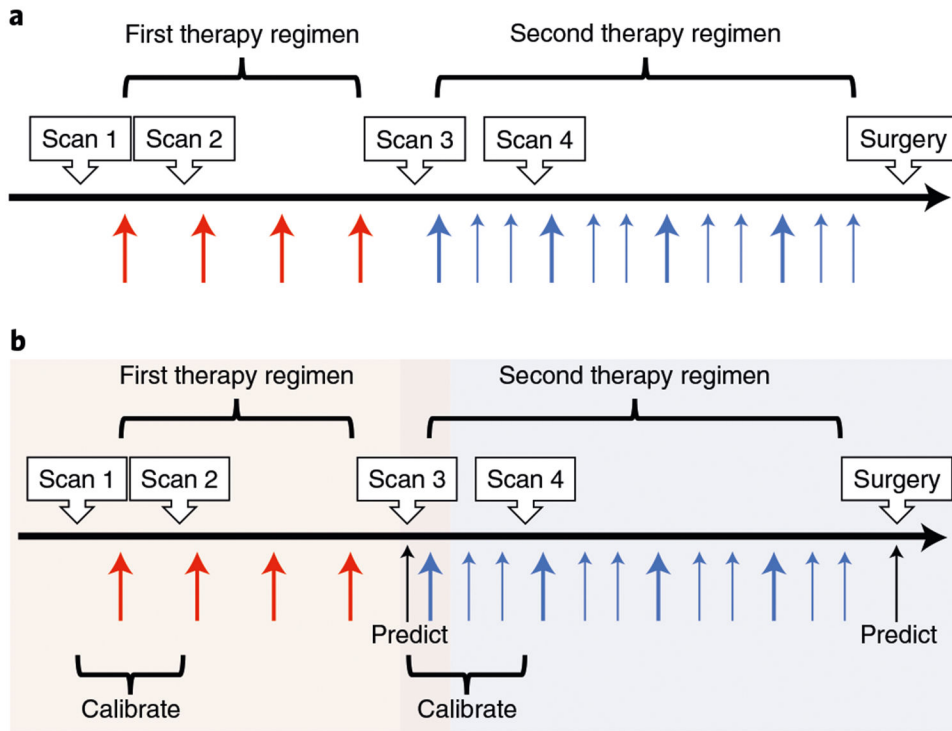 a
First therapy regimen
Second therapy regimen
Scan 1
Scan 2
Scan 3
Scan 4
Surgery
b
First therapy regimen
Second therapy regimen
Scan 1
Scan 2
Scan 3
Scan 4
Surgery
Predict
Predict
Calibrate
Calibrate